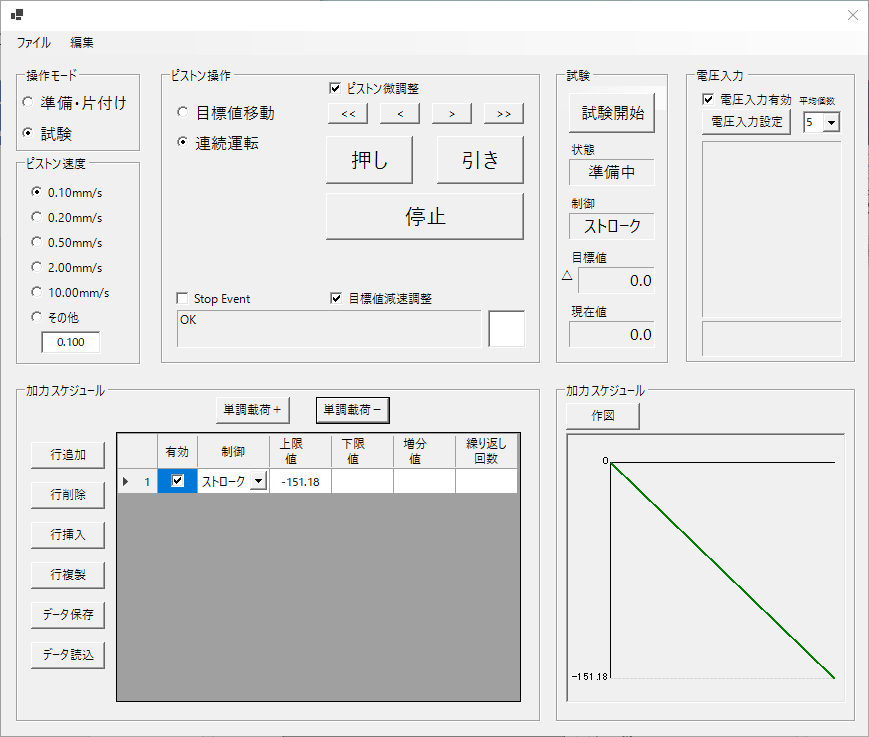 ファイル 編集
操作モード
準備・片付け
試験
ピストン速度
0.10mm/s
0.20mm/s
0.50mm/s
2.00mm/s
10.00mm/s
その他
0.100
ピストン操作
目標値移動
連続運転
ピストン微調整
<< < > >>
押し 引き
停止
Stop Event
目標値減速調整
OK
試験
試験開始
状態
準備中
制御
ストローク
目標値
△ 0.0
現在値
0.0
電圧入力
電圧入力有効 平均個数
電圧入力設定 5
加力スケジュール
単調載荷+ 単調載荷-
行追加
行削除
行挿入
行複製
データ保存
データ読込
有効 制御 上限値 下限値 増分値 繰り返し回数
1 ストローク -151.18
加力スケジュール
作図
0
-151.18